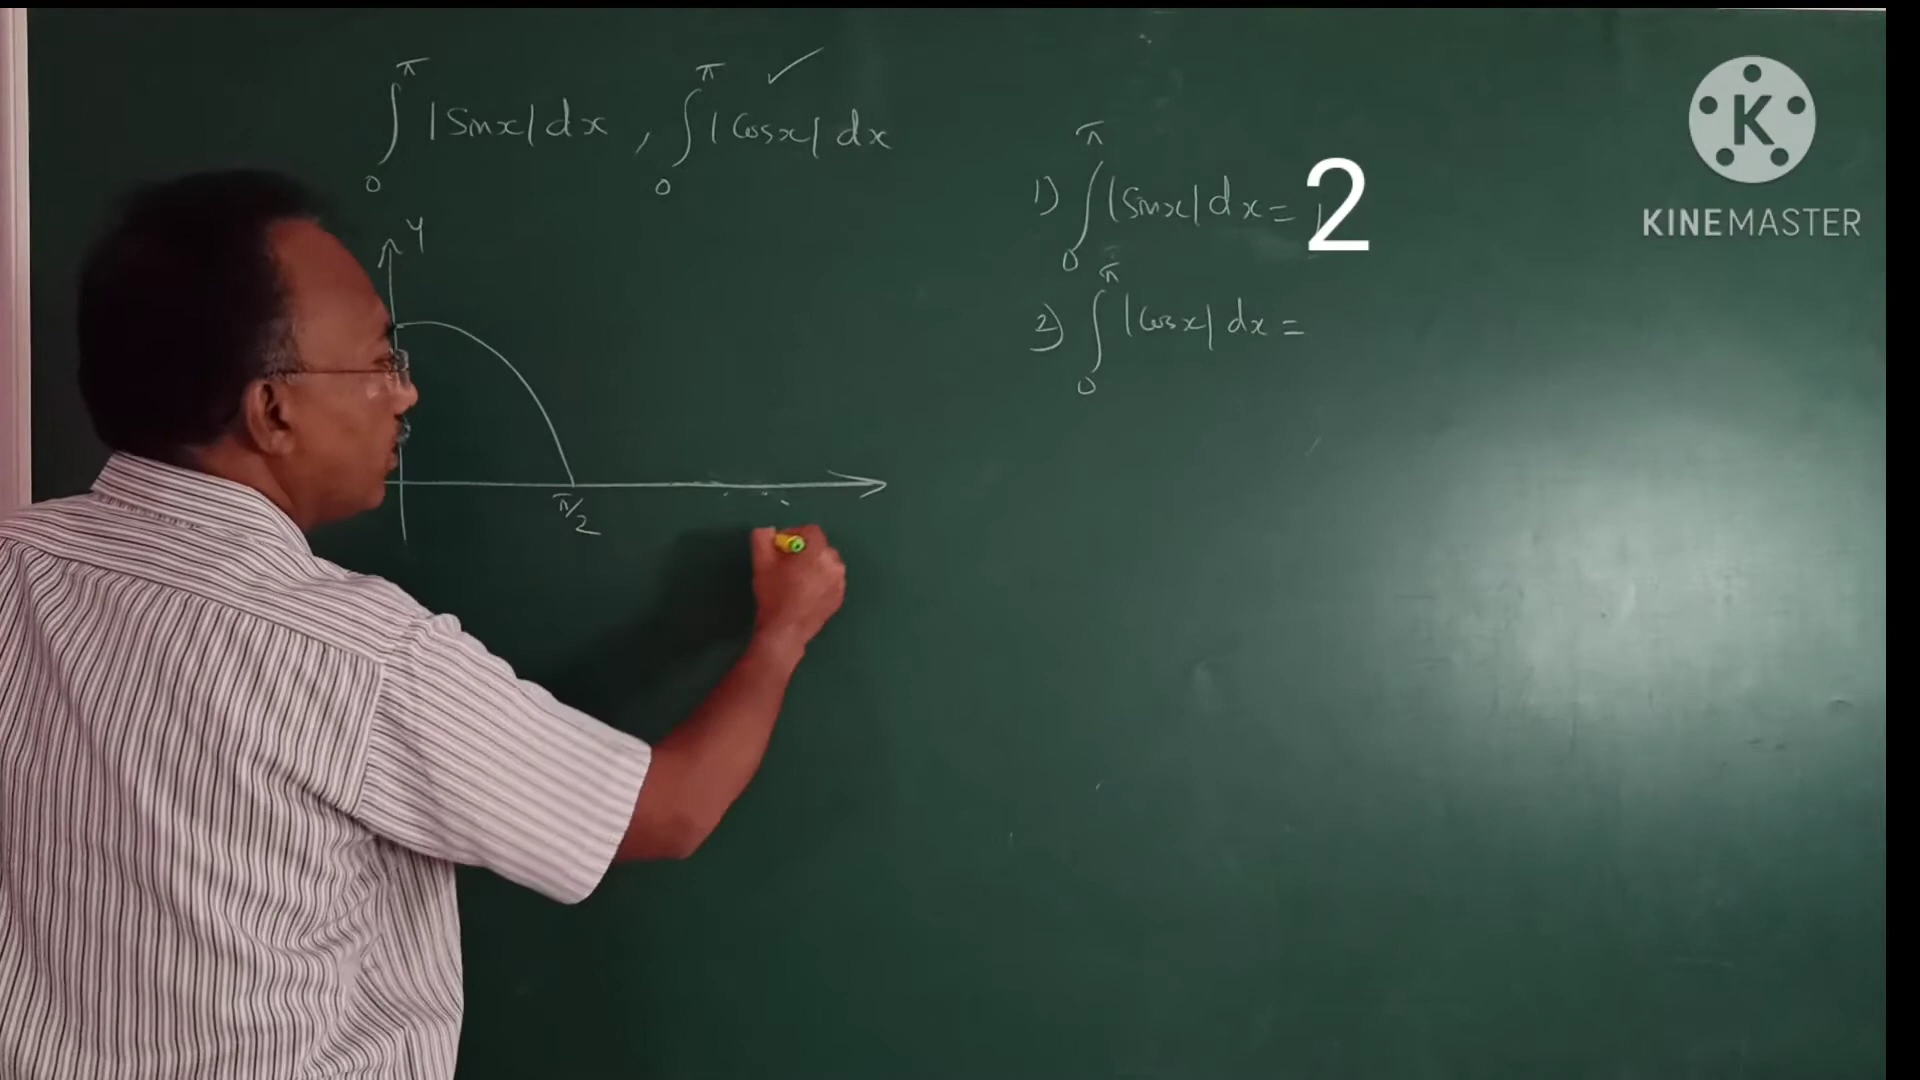 ∫₀^π |Sinx| dx , ∫₀^π |Cosx| dx ✓
Y
π/2
1) ∫₀^π |Sinx| dx = 2
2) ∫₀^π |Cosx| dx =
K
KINEMASTER